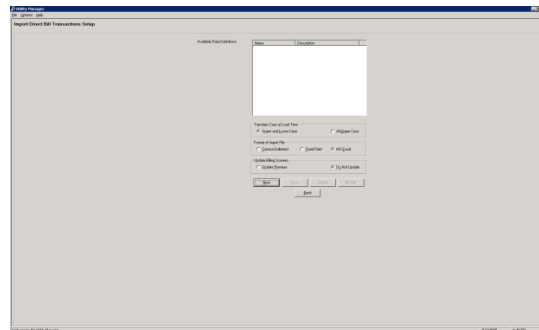 Utility Manager
File Options Help
Import Direct Bill Transactions Setup
Available Data Definitions
Name Description
Translate Case at Load Time
Upper and Lower Case All Upper Case
Format of Import File
Comma Delimited Fixed Field MS Excel
Update Billing Screens
Update Premium Do Not Update
New
Back